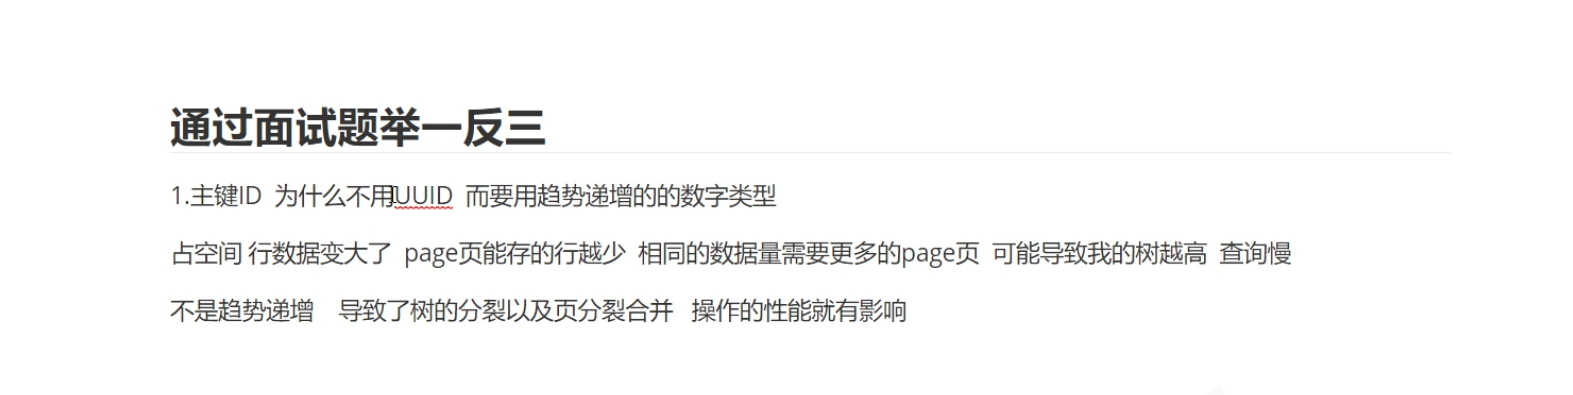 通过面试题举一反三
1.主键ID 为什么不用UUID 而要用趋势递增的的数字类型
占空间 行数据变大了 page页能存的行越少 相同的数据量需要更多的page页 可能导致我的树越高 查询慢
不是趋势递增 导致了树的分裂以及页分裂合并 操作的性能就有影响